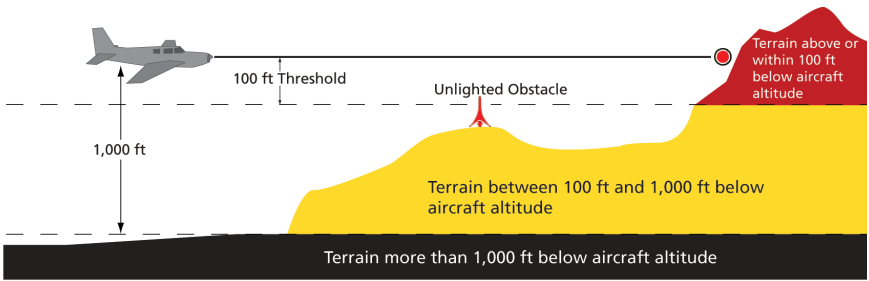 Terrain above or
within 100 ft
below aircraft
altitude
100 ft Threshold
Unlighted Obstacle
1,000 ft
Terrain between 100 ft and 1,000 ft below
aircraft altitude
Terrain more than 1,000 ft below aircraft altitude